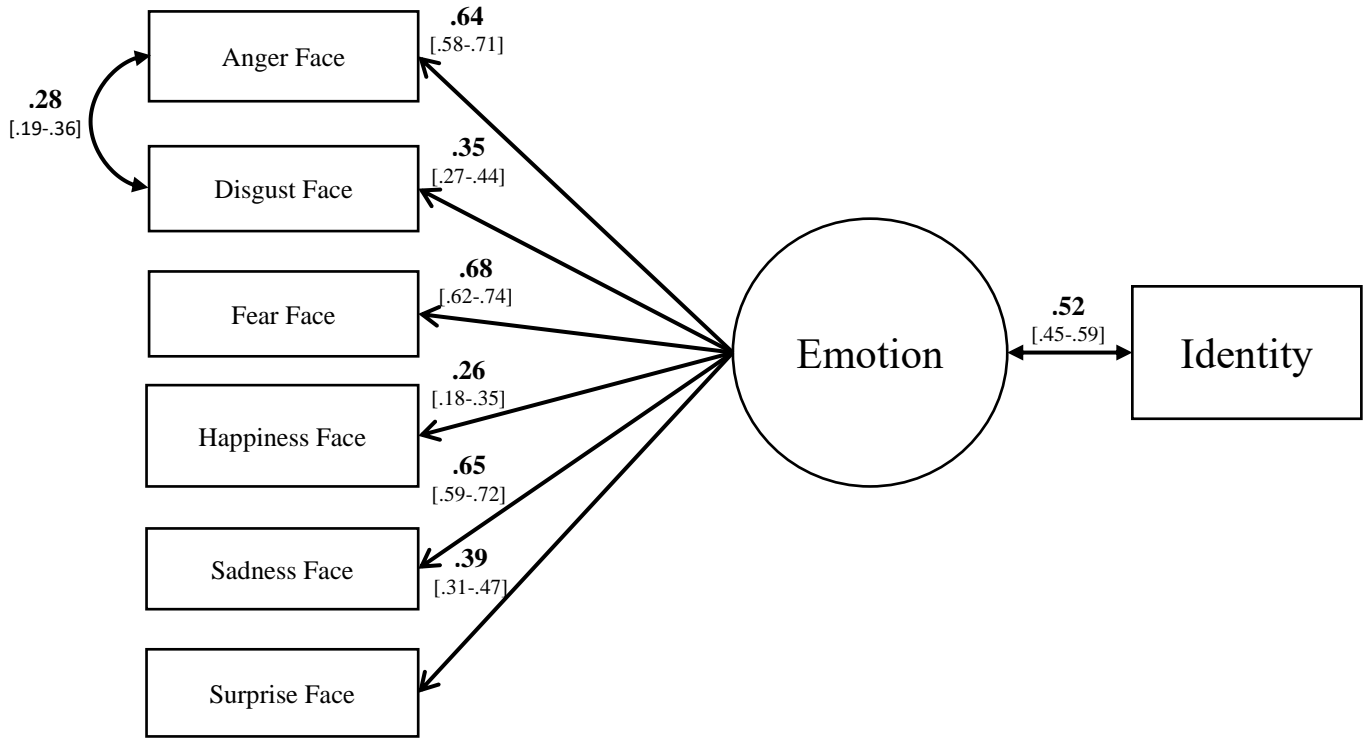 .64
[.58-.71]
Anger Face
.28
[.19-.36]
.35
[.27-.44]
Disgust Face
.68
[.62-.74]
Fear Face
.52
[.45-.59]
Emotion
Identity
.26
[.18-.35]
Happiness Face
.65
[.59-.72]
Sadness Face
.39
[.31-.47]
Surprise Face